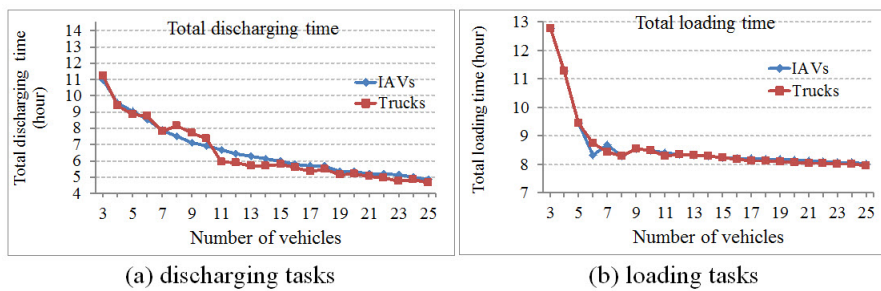 Total discharging time
Total discharging time
(hour)
14
13
12
11
10
9
8
7
6
5
4
IAVs
Trucks
3 5 7 9 11 13 15 17 19 21 23 25
Number of vehicles
(a) discharging tasks
Total loading time
Total loading time (hour)
13
12
11
10
9
8
7
IAVs
Trucks
3 5 7 9 11 13 15 17 19 21 23 25
Number of vehicles
(b) loading tasks